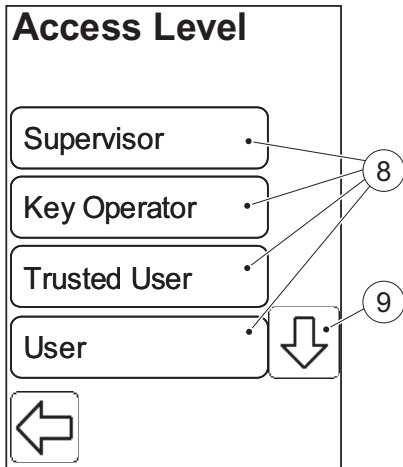 Access Level
Supervisor
Key Operator
Trusted User
User
8
9